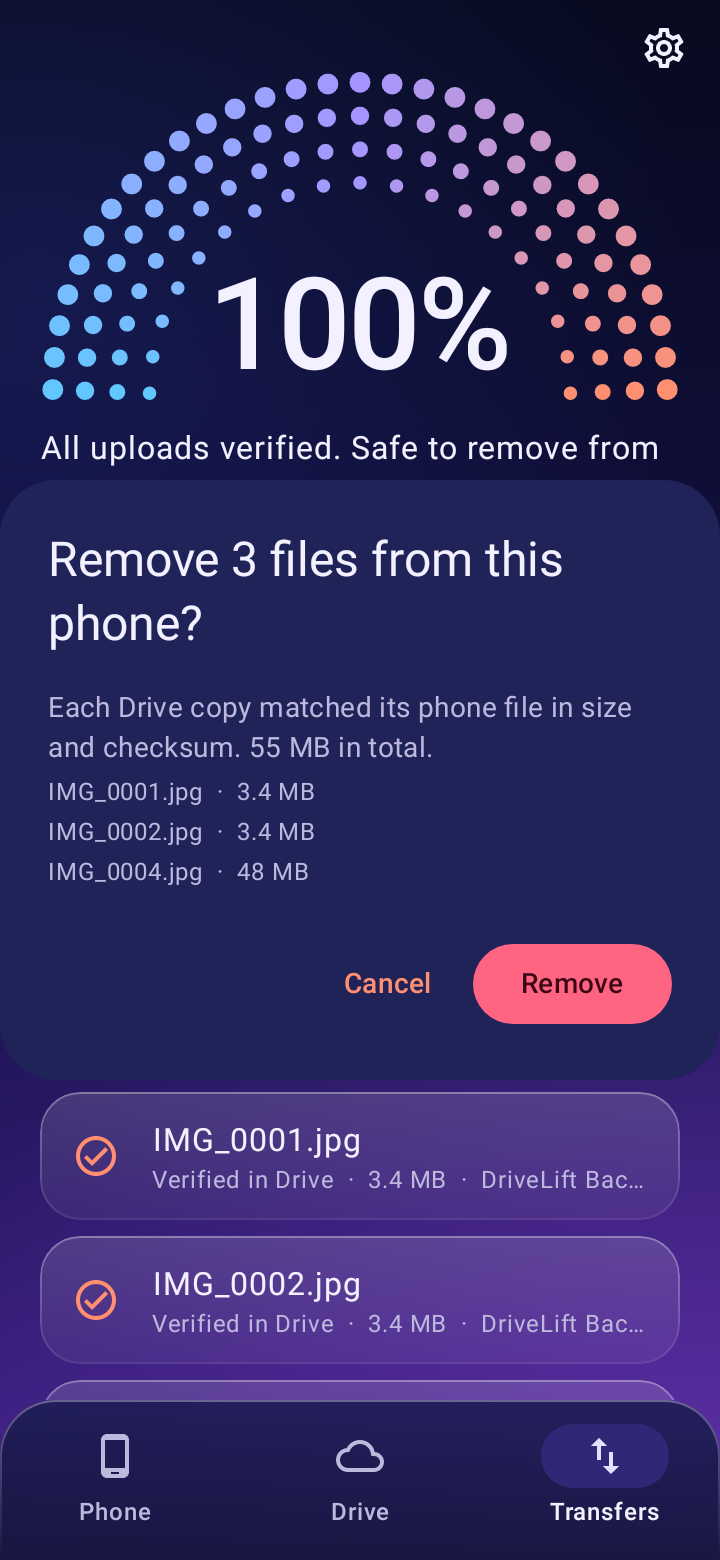 100%
All uploads verified. Safe to remove from
Remove 3 files from this
phone?
Each Drive copy matched its phone file in size
and checksum. 55 MB in total.
IMG_0001.jpg · 3.4 MB
IMG_0002.jpg · 3.4 MB
IMG_0004.jpg · 48 MB
Cancel Remove
IMG_0001.jpg
Verified in Drive · 3.4 MB · DriveLift Bac…
IMG_0002.jpg
Verified in Drive · 3.4 MB · DriveLift Bac…
Phone Drive Transfers